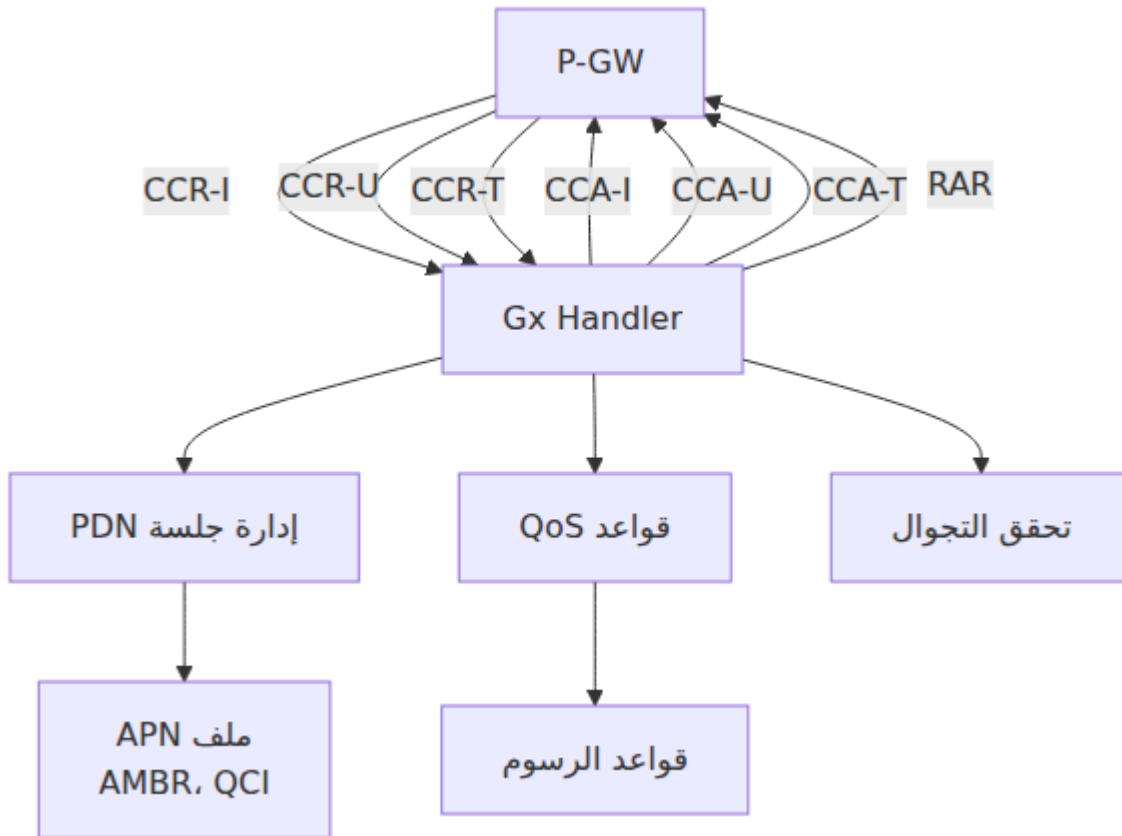 P-GW
CCR-I
CCR-U
CCR-T
CCA-I
CCA-U
CCA-T
RAR
Gx Handler
إدارة جلسة PDN
قواعد QoS
تحقق التجوال
ملف APN
AMBR، QCI
قواعد الرسوم